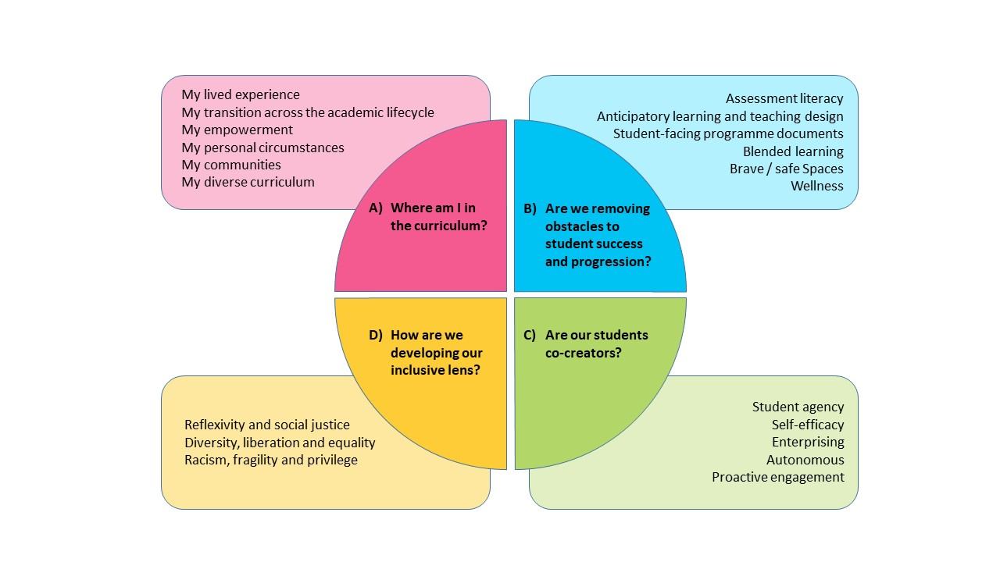 My lived experience
My transition across the academic lifecycle
My empowerment
My personal circumstances
My communities
My diverse curriculum
A) Where am I in
the curriculum?
Assessment literacy
Anticipatory learning and teaching design
Student-facing programme documents
Blended learning
Brave / safe Spaces
Wellness
B) Are we removing
obstacles to
student success
and progression?
D) How are we
developing our
inclusive lens?
Reflexivity and social justice
Diversity, liberation and equality
Racism, fragility and privilege
C) Are our students
co-creators?
Student agency
Self-efficacy
Enterprising
Autonomous
Proactive engagement